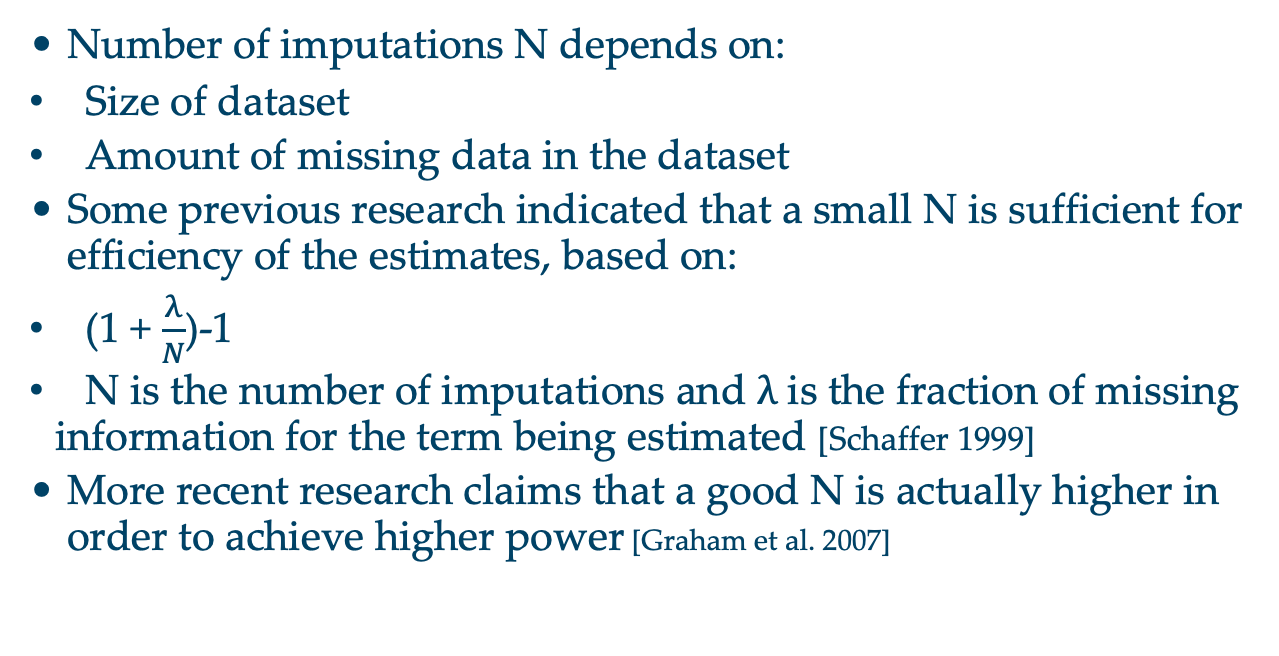 • Number of imputations N depends on:
• Size of dataset
• Amount of missing data in the dataset
• Some previous research indicated that a small N is sufficient for
efficiency of the estimates, based on:
• (1 + λ/N)-1
• N is the number of imputations and λ is the fraction of missing
information for the term being estimated [Schaffer 1999]
• More recent research claims that a good N is actually higher in
order to achieve higher power [Graham et al. 2007]